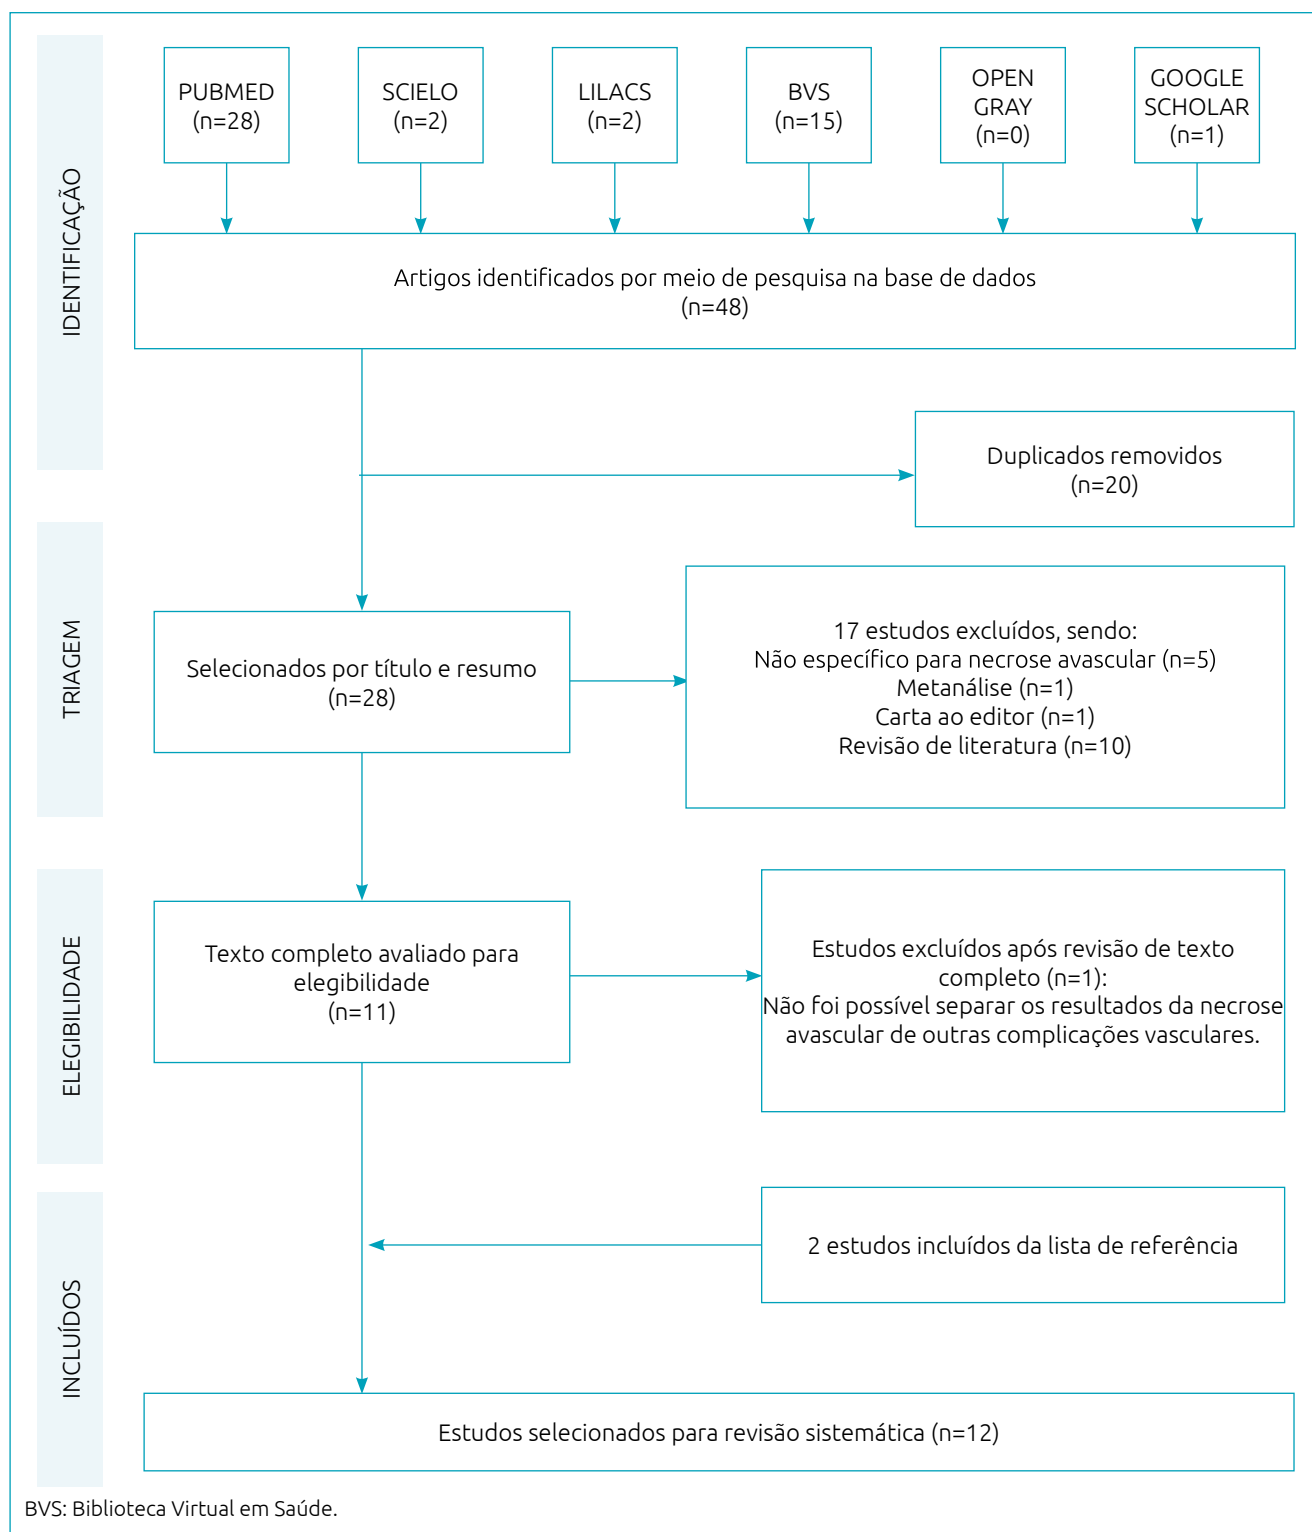 IDENTIFICAÇÃO
PUBMED
(n=28)
SCIELO
(n=2)
LILACS
(n=2)
BVS
(n=15)
OPEN
GRAY
(n=0)
GOOGLE
SCHOLAR
(n=1)
Artigos identificados por meio de pesquisa na base de dados
(n=48)
Duplicados removidos
(n=20)
TRIAGEM
Selecionados por título e resumo
(n=28)
17 estudos excluídos, sendo:
Não específico para necrose avascular (n=5)
Metanálise (n=1)
Carta ao editor (n=1)
Revisão de literatura (n=10)
ELEGIBILIDADE
Texto completo avaliado para
elegibilidade
(n=11)
Estudos excluídos após revisão de texto
completo (n=1):
Não foi possível separar os resultados da necrose
avascular de outras complicações vasculares.
INCLUÍDOS
2 estudos incluídos da lista de referência
Estudos selecionados para revisão sistemática (n=12)
BVS: Biblioteca Virtual em Saúde.